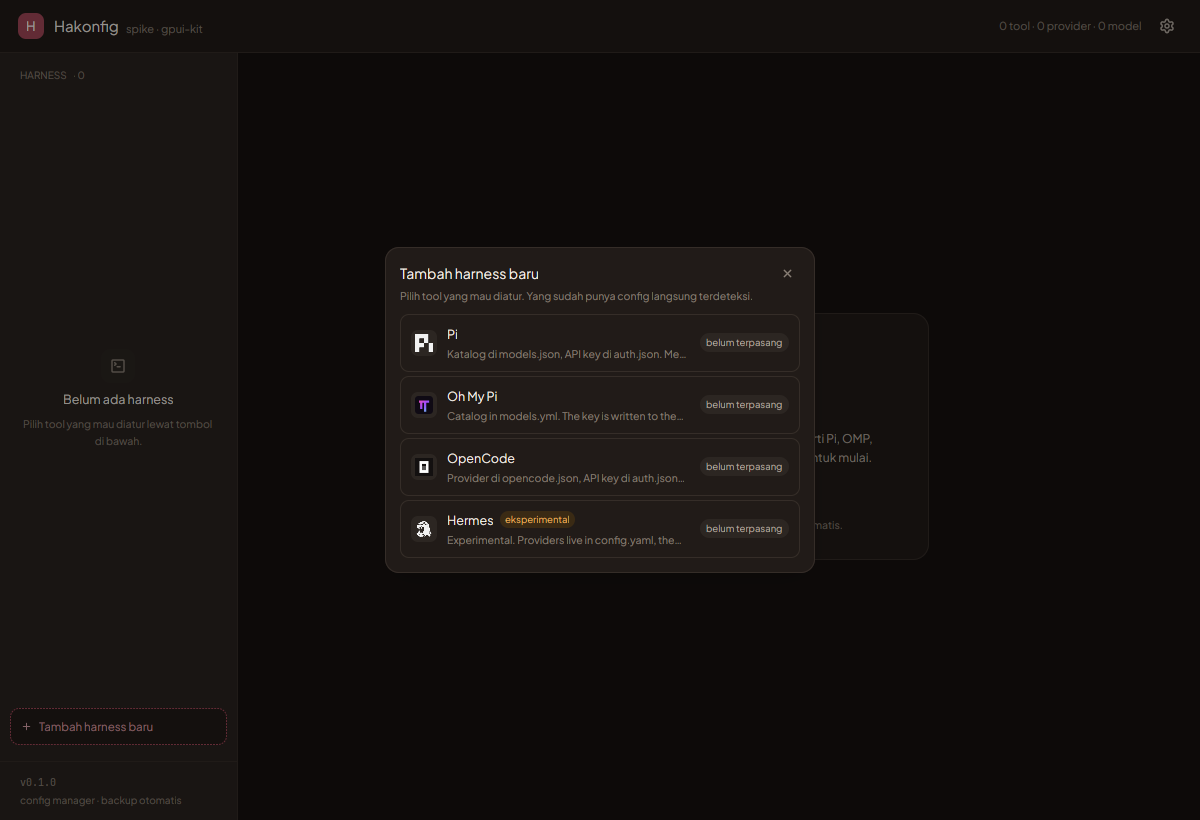 H
Hakonfig spike · gpui-kit
0 tool · 0 provider · 0 model
HARNESS · 0
Belum ada harness
Pilih tool yang mau diatur lewat tombol
di bawah.
+ Tambah harness baru
v0.1.0
config manager · backup otomatis
Tambah harness baru
Pilih tool yang mau diatur. Yang sudah punya config langsung terdeteksi.
Pi
Katalog di models.json, API key di auth.json. Me…
belum terpasang
Oh My Pi
Catalog in models.yml. The key is written to the…
belum terpasang
OpenCode
Provider di opencode.json, API key di auth.json…
belum terpasang
Hermes eksperimental
Experimental. Providers live in config.yaml, the…
belum terpasang
Pi, OMP,
mulai.